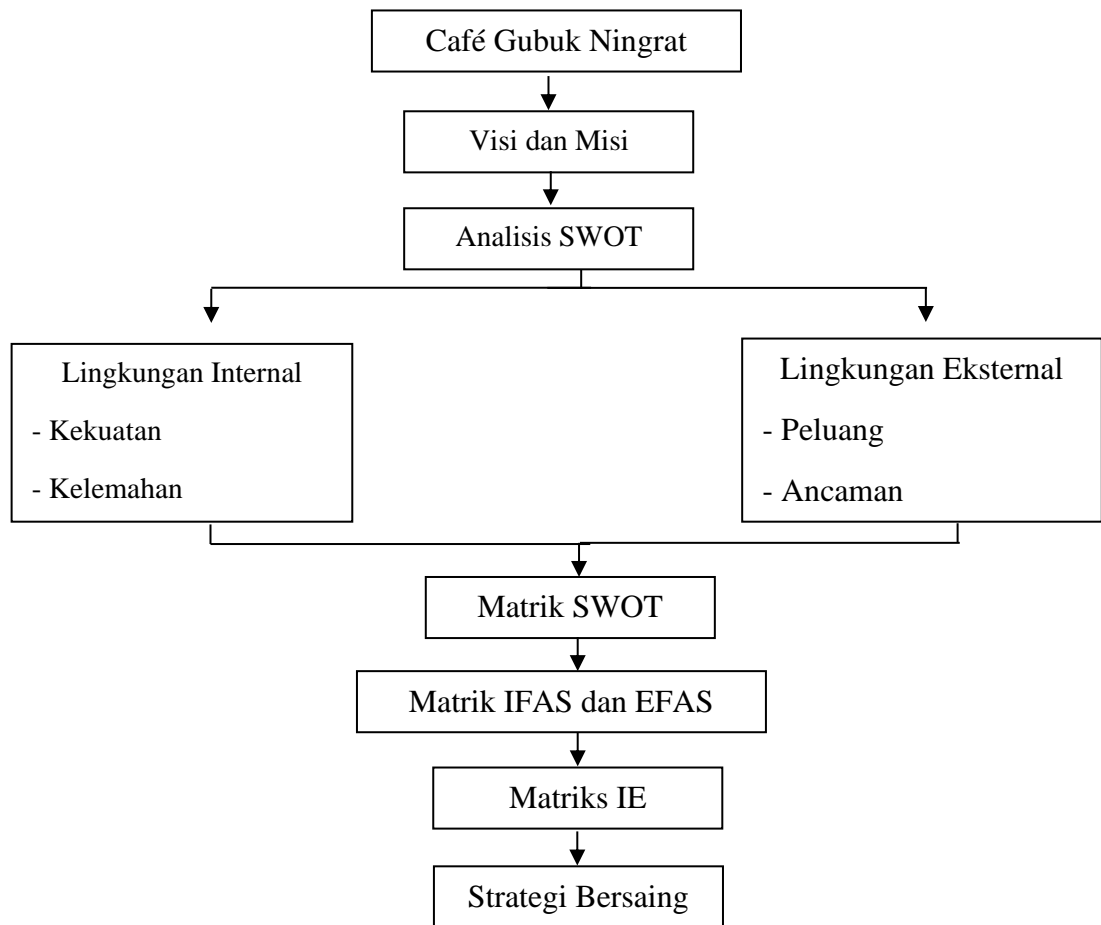 Café Gubuk Ningrat
Visi dan Misi
Analisis SWOT
Lingkungan Internal
- Kekuatan
- Kelemahan
Lingkungan Eksternal
- Peluang
- Ancaman
Matrik SWOT
Matrik IFAS dan EFAS
Matriks IE
Strategi Bersaing